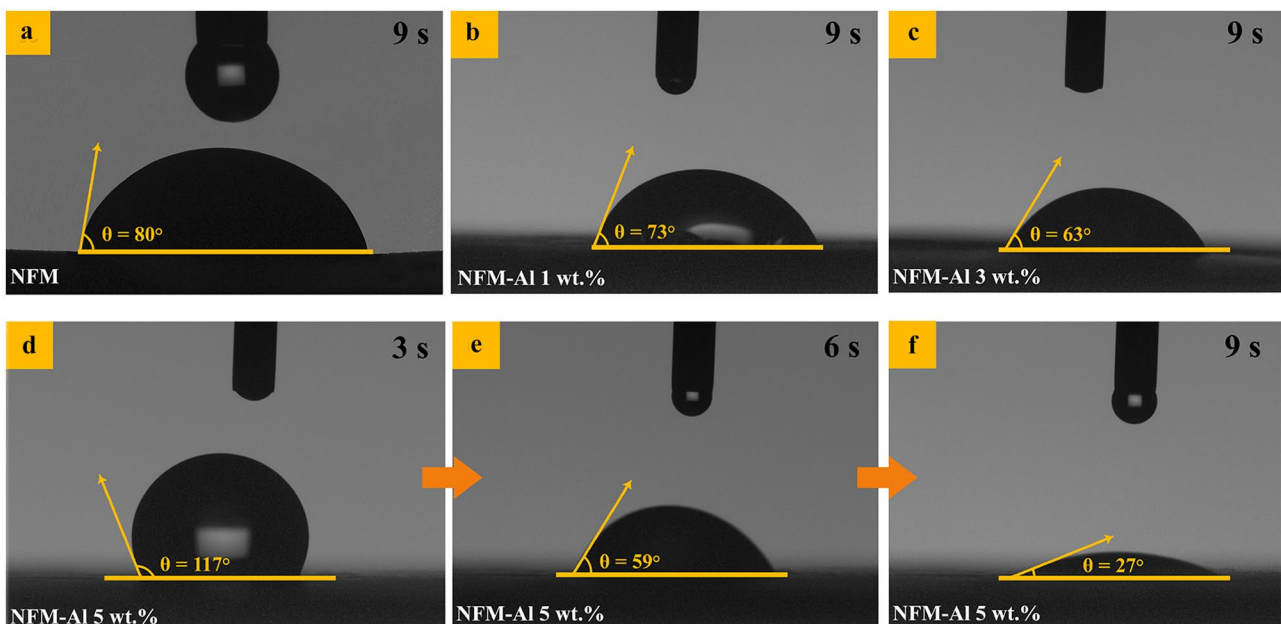 a
9 s
θ = 80°
NFM
b
9 s
θ = 73°
NFM-Al 1 wt.%
c
9 s
θ = 63°
NFM-Al 3 wt.%
d
3 s
θ = 117°
NFM-Al 5 wt.%
e
6 s
θ = 59°
NFM-Al 5 wt.%
f
9 s
θ = 27°
NFM-Al 5 wt.%